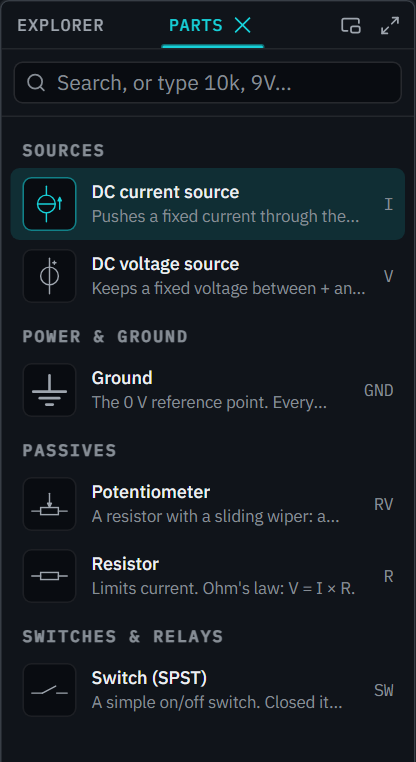 EXPLORER PARTS
Search, or type 10k, 9V...
SOURCES
DC current source
Pushes a fixed current through the...
I
DC voltage source
Keeps a fixed voltage between + an...
V
POWER & GROUND
Ground
The 0 V reference point. Every...
GND
PASSIVES
Potentiometer
A resistor with a sliding wiper: a...
RV
Resistor
Limits current. Ohm's law: V = I × R.
R
SWITCHES & RELAYS
Switch (SPST)
A simple on/off switch. Closed it...
SW